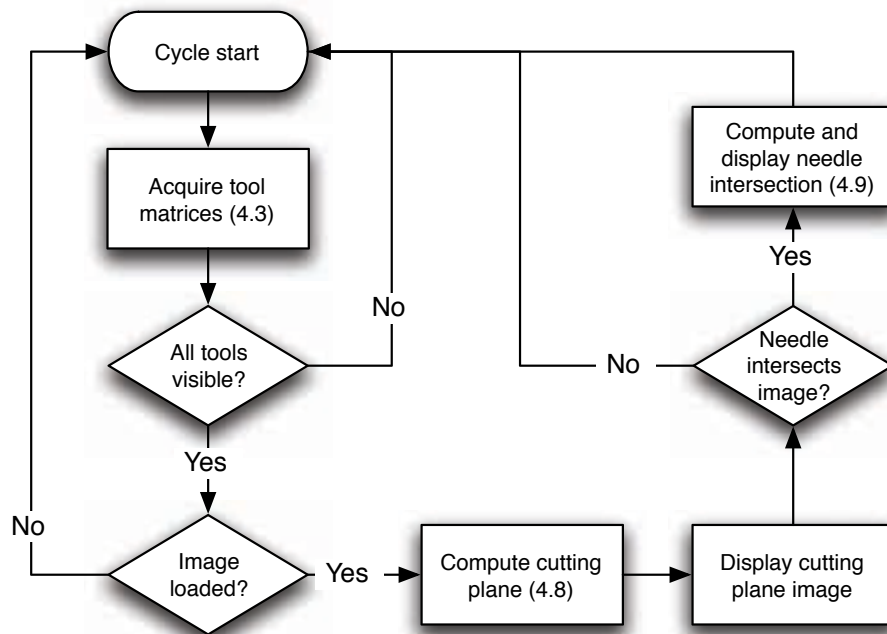 Cycle start
Acquire tool
matrices (4.3)
All tools
visible?
No
Yes
Image
loaded?
No
Yes
Compute cutting
plane (4.8)
Display cutting
plane image
Needle
intersects
image?
No
Yes
Compute and
display needle
intersection (4.9)